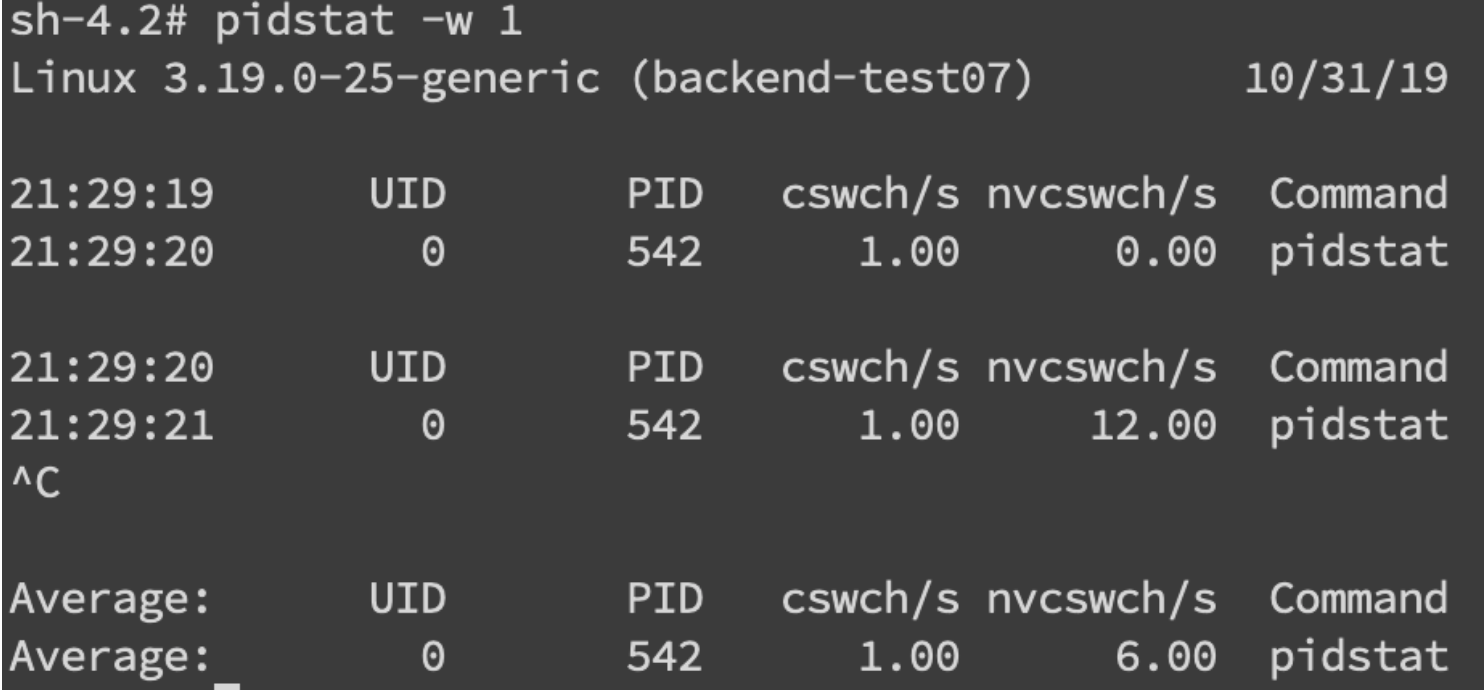 sh-4.2# pidstat -w 1
Linux 3.19.0-25-generic (backend-test07) 10/31/19
21:29:19 UID PID cswch/s nvcswch/s Command
21:29:20 0 542 1.00 0.00 pidstat
21:29:20 UID PID cswch/s nvcswch/s Command
21:29:21 0 542 1.00 12.00 pidstat
^C
Average: UID PID cswch/s nvcswch/s Command
Average: 0 542 1.00 6.00 pidstat